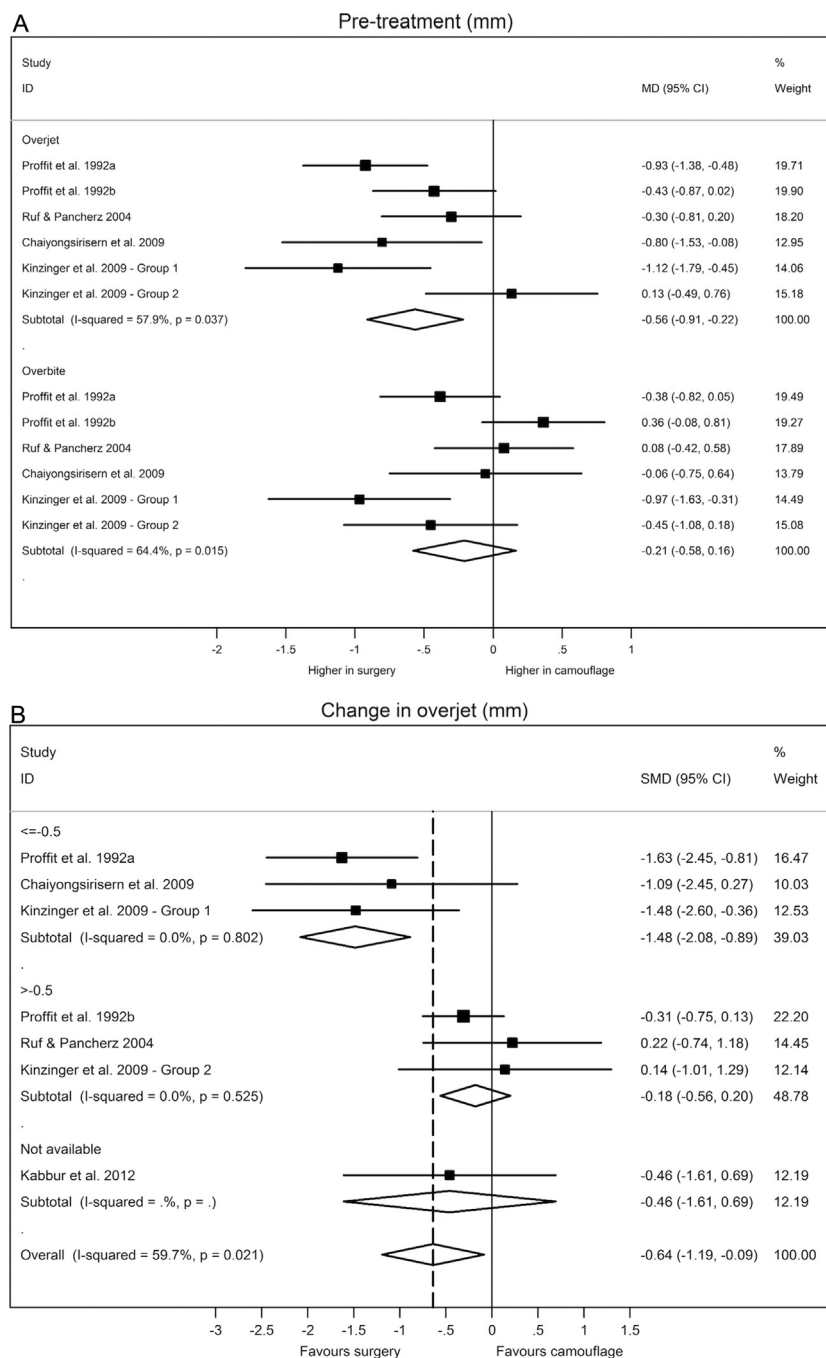 A
Pre-treatment (mm)
Study %
ID MD (95% CI) Weight
Overjet
Proffit et al. 1992a -0.93 (-1.38, -0.48) 19.71
Proffit et al. 1992b -0.43 (-0.87, 0.02) 19.90
Ruf & Pancherz 2004 -0.30 (-0.81, 0.20) 18.20
Chaiyongsirisern et al. 2009 -0.80 (-1.53, -0.08) 12.95
Kinzinger et al. 2009 - Group 1 -1.12 (-1.79, -0.45) 14.06
Kinzinger et al. 2009 - Group 2 0.13 (-0.49, 0.76) 15.18
Subtotal (I-squared = 57.9%, p = 0.037) -0.56 (-0.91, -0.22) 100.00
.
Overbite
Proffit et al. 1992a -0.38 (-0.82, 0.05) 19.49
Proffit et al. 1992b 0.36 (-0.08, 0.81) 19.27
Ruf & Pancherz 2004 0.08 (-0.42, 0.58) 17.89
Chaiyongsirisern et al. 2009 -0.06 (-0.75, 0.64) 13.79
Kinzinger et al. 2009 - Group 1 -0.97 (-1.63, -0.31) 14.49
Kinzinger et al. 2009 - Group 2 -0.45 (-1.08, 0.18) 15.08
Subtotal (I-squared = 64.4%, p = 0.015) -0.21 (-0.58, 0.16) 100.00
.
-2 -1.5 -1 -.5 0 .5 1
Higher in surgery Higher in camouflage
B
Change in overjet (mm)
Study %
ID SMD (95% CI) Weight
<=-0.5
Proffit et al. 1992a -1.63 (-2.45, -0.81) 16.47
Chaiyongsirisern et al. 2009 -1.09 (-2.45, 0.27) 10.03
Kinzinger et al. 2009 - Group 1 -1.48 (-2.60, -0.36) 12.53
Subtotal (I-squared = 0.0%, p = 0.802) -1.48 (-2.08, -0.89) 39.03
.
>-0.5
Proffit et al. 1992b -0.31 (-0.75, 0.13) 22.20
Ruf & Pancherz 2004 0.22 (-0.74, 1.18) 14.45
Kinzinger et al. 2009 - Group 2 0.14 (-1.01, 1.29) 12.14
Subtotal (I-squared = 0.0%, p = 0.525) -0.18 (-0.56, 0.20) 48.78
.
Not available
Kabbur et al. 2012 -0.46 (-1.61, 0.69) 12.19
Subtotal (I-squared = .%, p = .) -0.46 (-1.61, 0.69) 12.19
.
Overall (I-squared = 59.7%, p = 0.021) -0.64 (-1.19, -0.09) 100.00
-3 -2.5 -2 -1.5 -1 -.5 0 .5 1 1.5
Favours surgery Favours camouflage